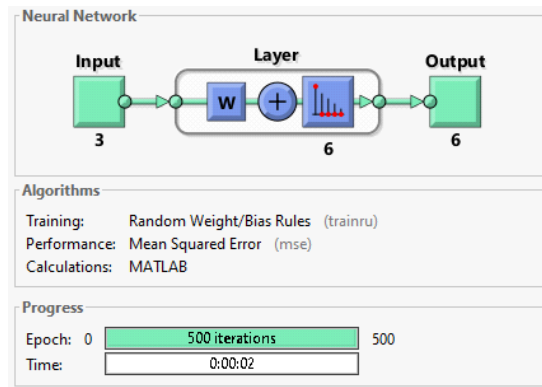 Neural Network
Layer
Input
Output
W
+
3
6
6
Algorithms
Training: Random Weight/Bias Rules (trainru)
Performance: Mean Squared Error (mse)
Calculations: MATLAB
Progress
Epoch: 0 500 iterations 500
Time: 0:00:02